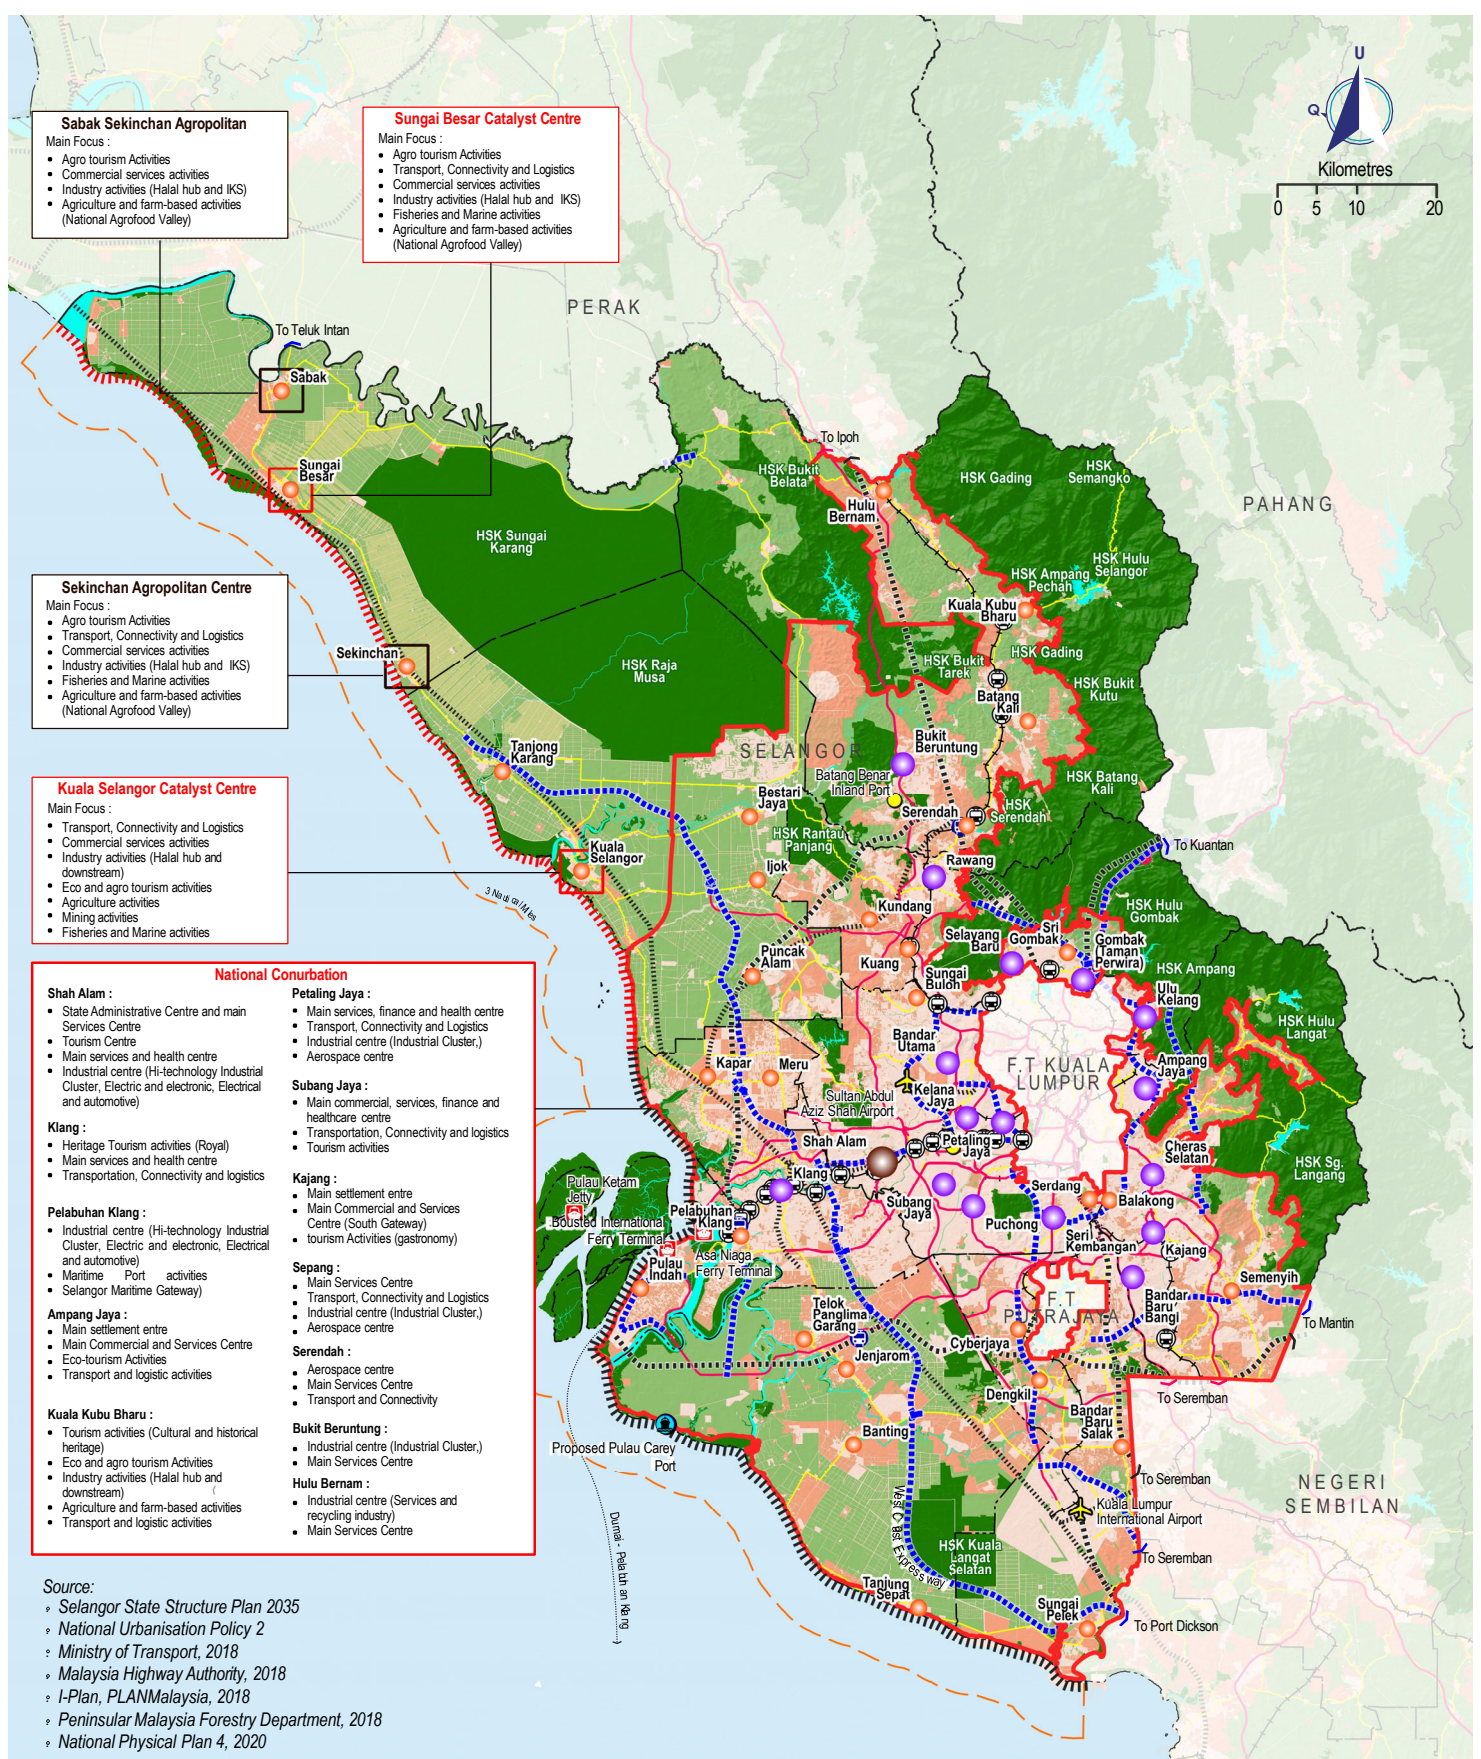 U
Q
Kilometres
0 5 10 20
Sabak Sekinchan Agropolitan
Main Focus :
• Agro tourism Activities
• Commercial services activities
• Industry activities (Halal hub and IKS)
• Agriculture and farm-based activities
(National Agrofood Valley)
Sungai Besar Catalyst Centre
Main Focus :
• Agro tourism Activities
• Transport, Connectivity and Logistics
• Commercial services activities
• Industry activities (Halal hub and IKS)
• Fisheries and Marine activities
• Agriculture and farm-based activities
(National Agrofood Valley)
PERAK
To Teluk Intan
Sabak
Sungai
Besar
To Ipoh
HSK Bukit
Belata
HSK Gading
HSK
Semangko
PAHANG
Hulu
Bernam
HSK Sungai
Karang
HSK Hulu
Selangor
HSK Ampang
Pechah
Kuala Kubu
Bharu
Sekinchan Agropolitan Centre
Main Focus :
• Agro tourism Activities
• Transport, Connectivity and Logistics
• Commercial services activities
• Industry activities (Halal hub and IKS)
• Fisheries and Marine activities
• Agriculture and farm-based activities
(National Agrofood Valley)
Sekinchan
HSK Raja
Musa
HSK Bukit
Tarek
HSK Gading
HSK Bukit
Kutu
Batang
Kali
Tanjong
Karang
SELANGOR
Bukit
Beruntung
Batang Benar
Inland Port
HSK Batang
Kali
Kuala Selangor Catalyst Centre
Main Focus :
• Transport, Connectivity and Logistics
• Commercial services activities
• Industry activities (Halal hub and
downstream)
• Eco and agro tourism activities
• Agriculture activities
• Mining activities
• Fisheries and Marine activities
Bestari
Jaya
Serendah
HSK
Serendah
HSK Rantau
Panjang
Kuala
Selangor
To Kuantan
Ijok
Rawang
3 Nautical Miles
Kundang
HSK Hulu
Gombak
Selayang
Baru
Sri
Gombak
Gombak
(Taman
Perwira)
Puncak
Alam
Kuang
Sungai
Buloh
HSK Ampang
Ulu
Kelang
HSK Hulu
Langat
Bandar
Utama
Kapar
Meru
F.T KUALA
LUMPUR
Ampang
Jaya
Sultan Abdul
Aziz Shah Airport
Kelana
Jaya
Shah Alam
Petaling
Jaya
Cheras
Selatan
HSK Sg.
Langang
Klang
Serdang
Balakong
Subang
Jaya
Puchong
Seri
Kembangan
Kajang
Pulau Ketam
Jetty
Bousted International
Ferry Terminal
Pelabuhan
Klang
Asa Niaga
Ferry Terminal
Pulau
Indah
F.T
PUTRAJAYA
Semenyih
Bandar
Baru
Bangi
To Mantin
Telok
Panglima
Garang
Cyberjaya
Jenjarom
Dengkil
To Seremban
Bandar
Baru
Salak
Banting
Proposed Pulau Carey
Port
To Seremban
NEGERI
SEMBILAN
Kuala Lumpur
International Airport
West Coast Expressway
Dumai - Pelabuhan Klang
HSK Kuala
Langat
Selatan
To Seremban
Tanjung
Sepat
Sungai
Pelek
To Port Dickson
National Conurbation
Shah Alam :
• State Administrative Centre and main
Services Centre
• Tourism Centre
• Main services and health centre
• Industrial centre (Hi-technology Industrial
Cluster, Electric and electronic, Electrical
and automotive)
Klang :
• Heritage Tourism activities (Royal)
• Main services and health centre
• Transportation, Connectivity and logistics
Pelabuhan Klang :
• Industrial centre (Hi-technology Industrial
Cluster, Electric and electronic, Electrical
and automotive)
• Maritime Port activities
• Selangor Maritime Gateway)
Ampang Jaya :
• Main settlement entre
• Main Commercial and Services Centre
• Eco-tourism Activities
• Transport and logistic activities
Kuala Kubu Bharu :
• Tourism activities (Cultural and historical
heritage)
• Eco and agro tourism Activities
• Industry activities (Halal hub and
downstream) (
• Agriculture and farm-based activities
• Transport and logistic activities
Petaling Jaya :
• Main services, finance and health centre
• Transport, Connectivity and Logistics
• Industrial centre (Industrial Cluster,)
• Aerospace centre
Subang Jaya :
• Main commercial, services, finance and
healthcare centre
• Transportation, Connectivity and logistics
• Tourism activities
Kajang :
• Main settlement entre
• Main Commercial and Services
Centre (South Gateway)
• tourism Activities (gastronomy)
Sepang :
• Main Services Centre
• Transport, Connectivity and Logistics
• Industrial centre (Industrial Cluster,)
• Aerospace centre
Serendah :
• Aerospace centre
• Main Services Centre
• Transport and Connectivity
Bukit Beruntung :
• Industrial centre (Industrial Cluster,)
• Main Services Centre
Hulu Bernam :
• Industrial centre (Services and
recycling industry)
• Main Services Centre
Source:
Selangor State Structure Plan 2035
National Urbanisation Policy 2
Ministry of Transport, 2018
Malaysia Highway Authority, 2018
I-Plan, PLANMalaysia, 2018
Peninsular Malaysia Forestry Department, 2018
National Physical Plan 4, 2020